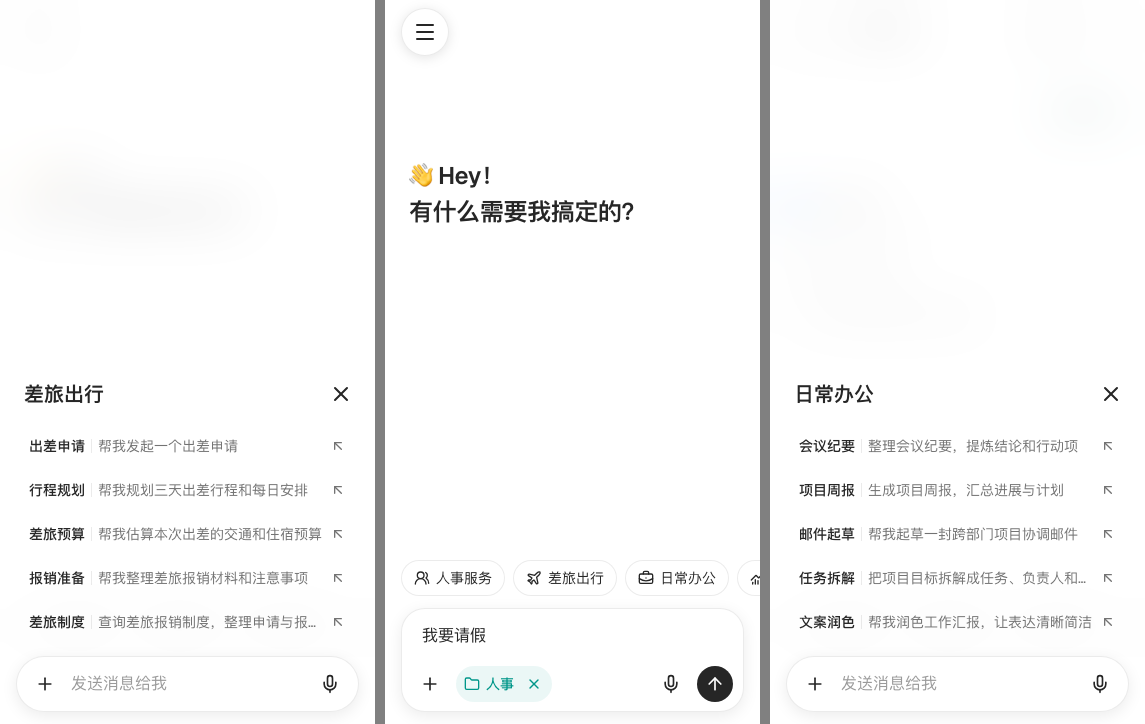 差旅出行
出差申请 帮我发起一个出差申请
行程规划 帮我规划三天出差行程和每日安排
差旅预算 帮我估算本次出差的交通和住宿预算
报销准备 帮我整理差旅报销材料和注意事项
差旅制度 查询差旅报销制度，整理申请与报...
发送消息给我
👋 Hey！
有什么需要我搞定的?
人事服务 差旅出行 日常办公
我要请假
人事
日常办公
会议纪要 整理会议纪要，提炼结论和行动项
项目周报 生成项目周报，汇总进展与计划
邮件起草 帮我起草一封跨部门项目协调邮件
任务拆解 把项目目标拆解成任务、负责人和...
文案润色 帮我润色工作汇报，让表达清晰简洁
发送消息给我